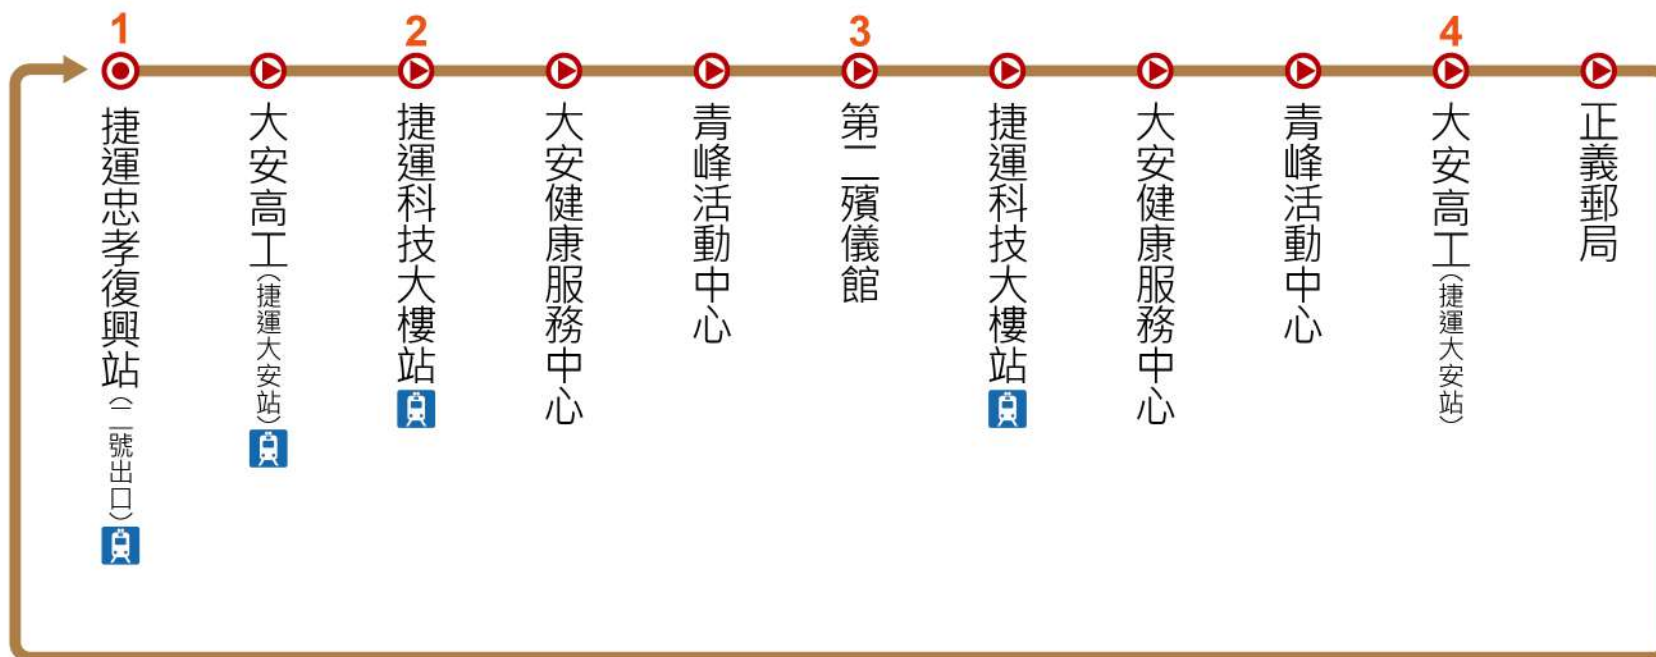 1
捷運忠孝復興站(二號出口)
大安高工(捷運大安站)
2
捷運科技大樓站
大安健康服務中心
青峰活動中心
3
第二殯儀館
捷運科技大樓站
大安健康服務中心
青峰活動中心
4
大安高工(捷運大安站)
正義郵局